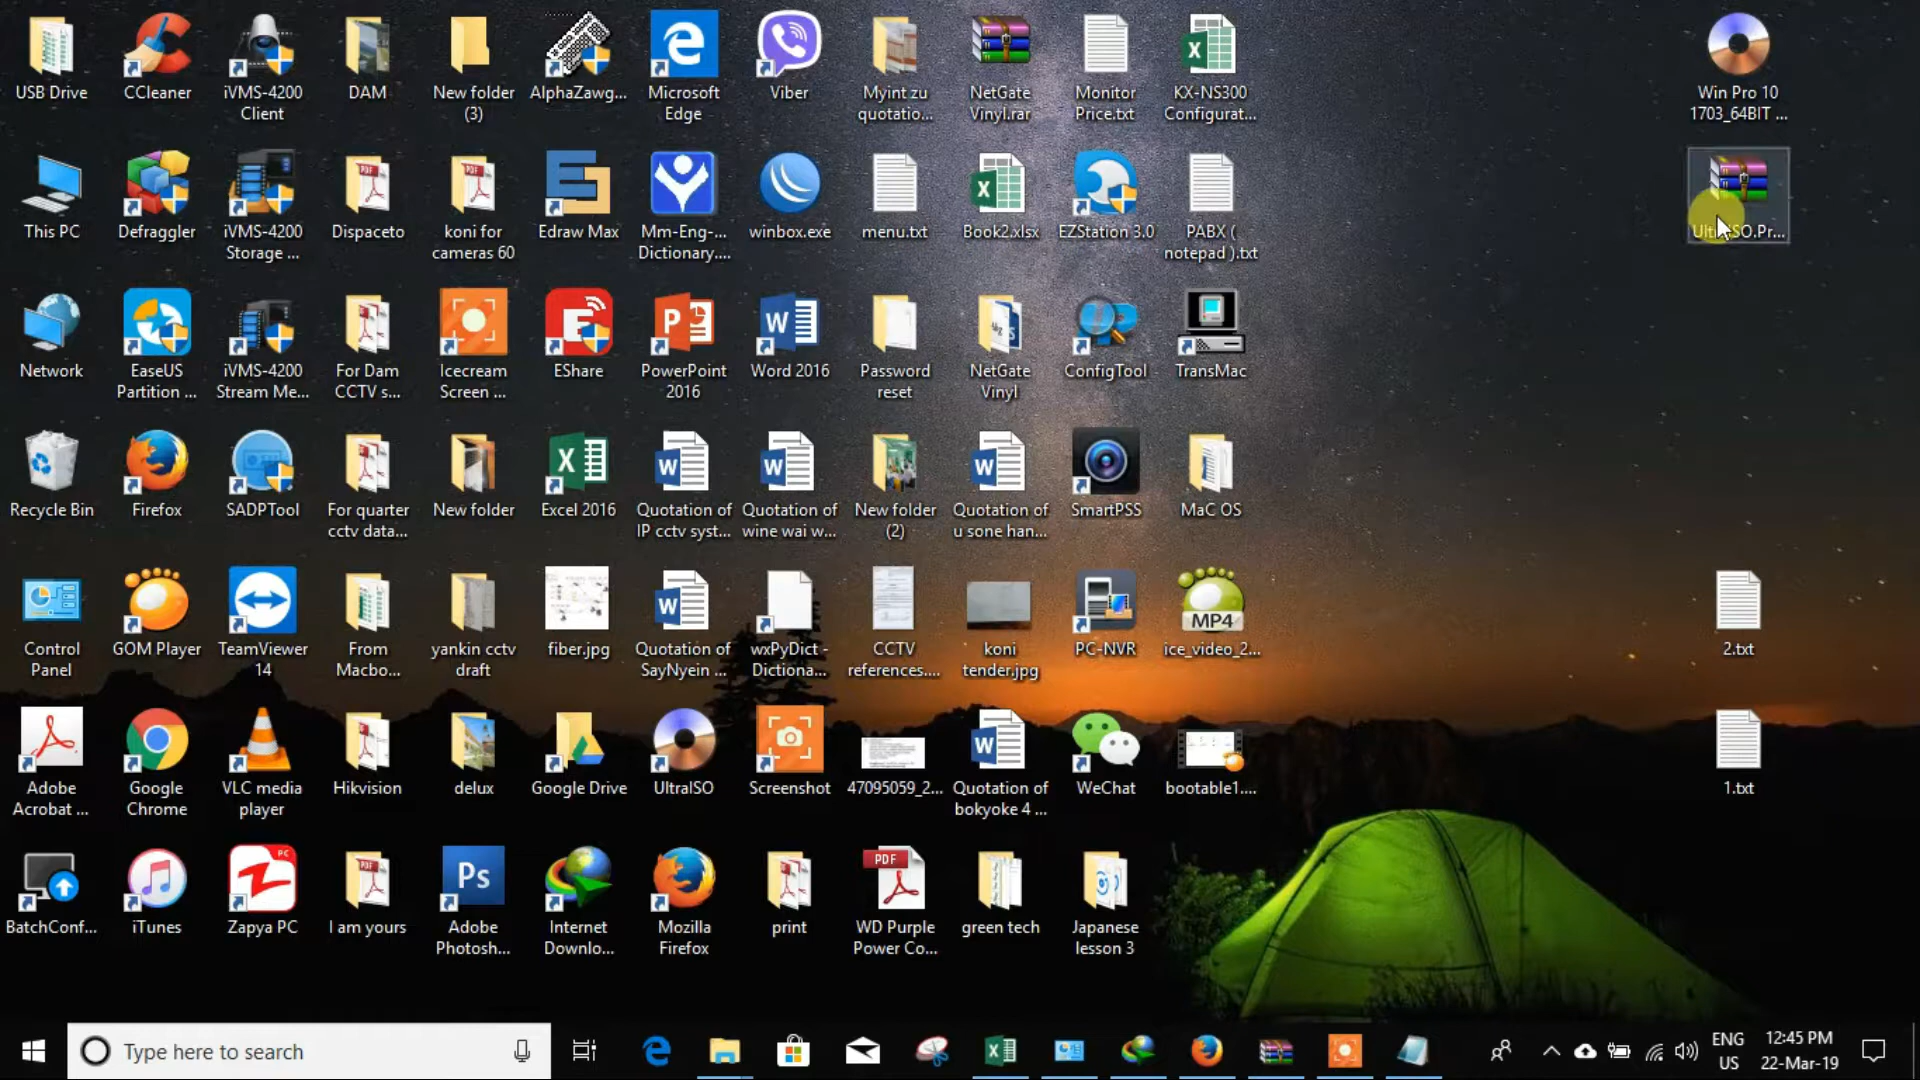 USB Drive
CCleaner
iVMS-4200
Client
DAM
New folder
(3)
AlphaZawg...
Microsoft
Edge
Viber
Myint zu
quotatio...
NetGate
Vinyl.rar
Monitor
Price.txt
KX-NS300
Configurat...
Win Pro 10
1703_64BIT ...
This PC
Defraggler
iVMS-4200
Storage ...
Dispaceto
koni for
cameras 60
Edraw Max
Mm-Eng-...
Dictionary....
winbox.exe
menu.txt
Book2.xlsx
EZStation 3.0
PABX (
notepad ).txt
UltraISO.Pr...
Network
EaseUS
Partition ...
iVMS-4200
Stream Me...
For Dam
CCTV s...
Icecream
Screen ...
EShare
PowerPoint
2016
Word 2016
Password
reset
NetGate
Vinyl
ConfigTool
TransMac
Recycle Bin
Firefox
SADPTool
For quarter
cctv data...
New folder
Excel 2016
Quotation of
IP cctv syst...
Quotation of
wine wai w...
New folder
(2)
Quotation of
u sone han...
SmartPSS
MaC OS
Control
Panel
GOM Player
TeamViewer
14
From
Macbo...
yankin cctv
draft
fiber.jpg
Quotation of
SayNyein ...
wxPyDict -
Dictiona...
CCTV
references....
koni
tender.jpg
PC-NVR
MP4
ice_video_2...
2.txt
Adobe
Acrobat ...
Google
Chrome
VLC media
player
Hikvision
delux
Google Drive
UltraISO
Screenshot
47095059_2...
Quotation of
bokyoke 4 ...
WeChat
bootable1....
1.txt
BatchConf...
iTunes
PC
Zapya PC
PDF
I am yours
Ps
Adobe
Photosh...
Internet
Downlo...
Mozilla
Firefox
print
PDF
WD Purple
Power Co...
green tech
Japanese
lesson 3
Type here to search
ENG
US
12:45 PM
22-Mar-19